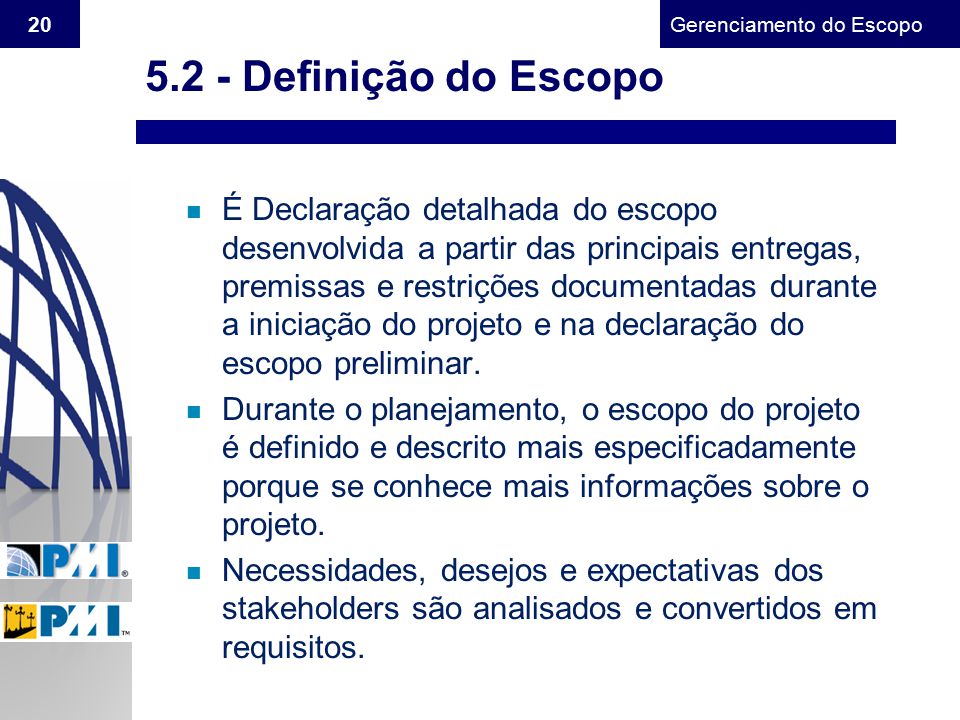 20
Gerenciamento do Escopo
5.2 - Definição do Escopo
É Declaração detalhada do escopo
desenvolvida a partir das principais entregas,
premissas e restrições documentadas durante
a iniciação do projeto e na declaração do
escopo preliminar.
Durante o planejamento, o escopo do projeto
é definido e descrito mais especificadamente
porque se conhece mais informações sobre o
projeto.
Necessidades, desejos e expectativas dos
stakeholders são analisados e convertidos em
requisitos.
PMI®
PMI™